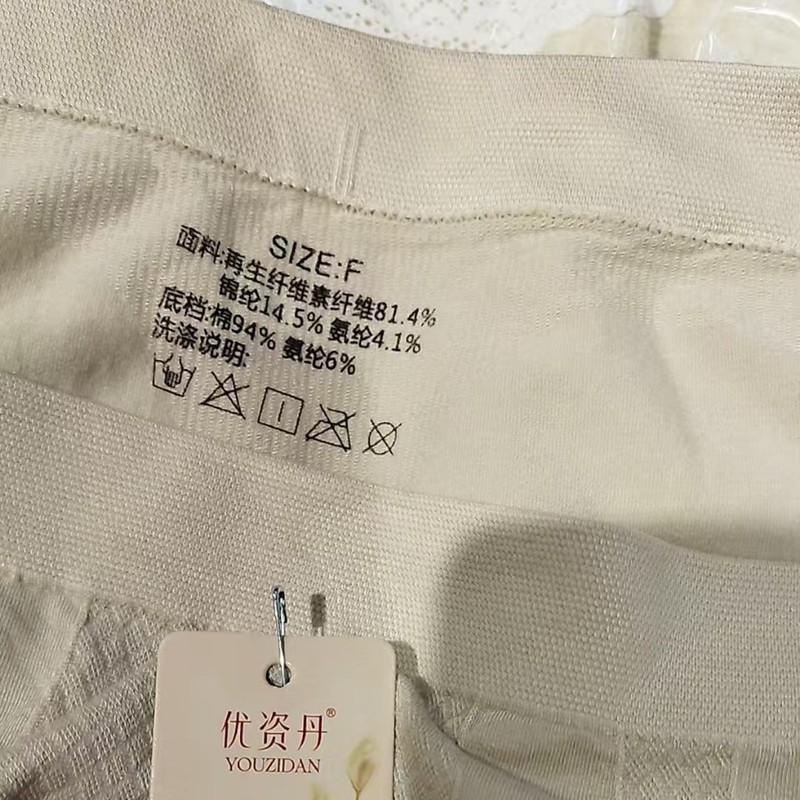 SIZE:F
面料:再生纤维素纤维81.4%
锦纶14.5% 氨纶4.1%
底档:棉94% 氨纶6%
洗涤说明:
优资丹®
YOUZIDAN